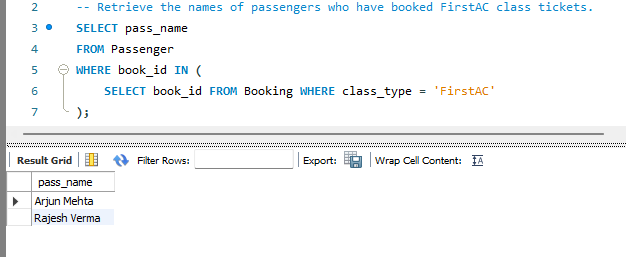 2 -- Retrieve the names of passengers who have booked FirstAC class tickets.
3 SELECT pass_name
4 FROM Passenger
5 WHERE book_id IN (
6 SELECT book_id FROM Booking WHERE class_type = 'FirstAC'
7 );
Result Grid Filter Rows: Export: Wrap Cell Content: IA
pass_name
Arjun Mehta
Rajesh Verma